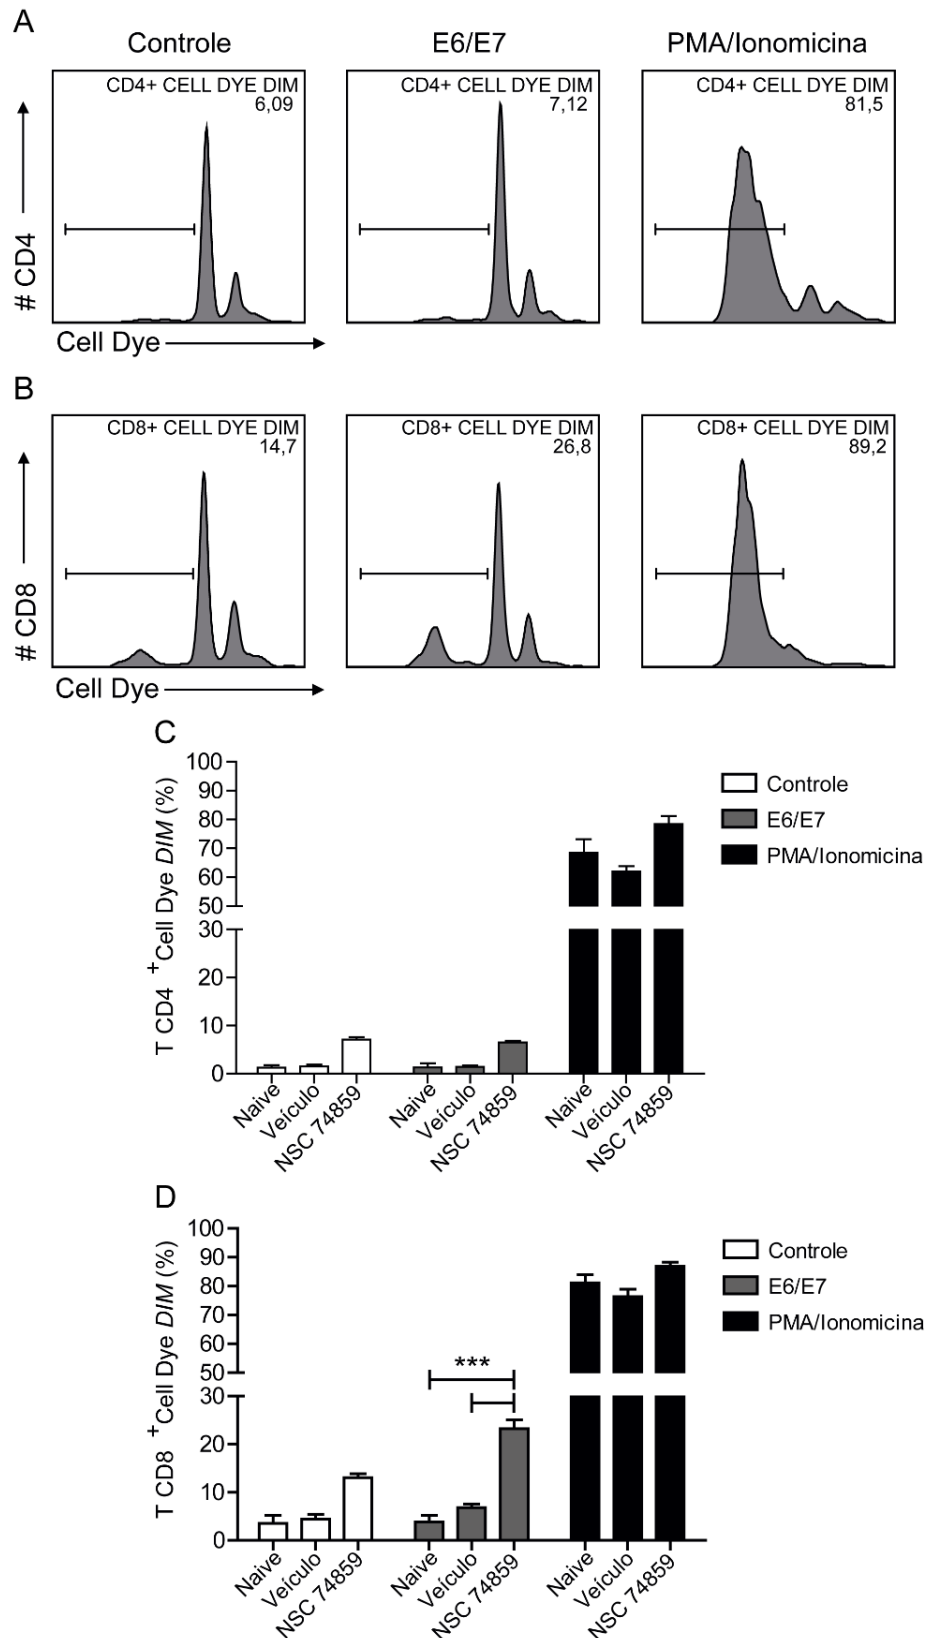 A
Controle
E6/E7
PMA/Ionomicina
CD4+ CELL DYE DIM
6,09
CD4+ CELL DYE DIM
7,12
CD4+ CELL DYE DIM
81,5
# CD4
Cell Dye
B
CD8+ CELL DYE DIM
14,7
CD8+ CELL DYE DIM
26,8
CD8+ CELL DYE DIM
89,2
# CD8
Cell Dye
C
T CD4 +Cell Dye DIM (%)
100
90
80
70
60
50
30
20
10
0
Naive
Veículo
NSC 74859
Naive
Veículo
NSC 74859
Naive
Veículo
NSC 74859
Controle
E6/E7
PMA/Ionomicina
D
T CD8 +Cell Dye DIM (%)
100
90
80
70
60
50
30
20
10
0
***
Naive
Veículo
NSC 74859
Naive
Veículo
NSC 74859
Naive
Veículo
NSC 74859
Controle
E6/E7
PMA/Ionomicina